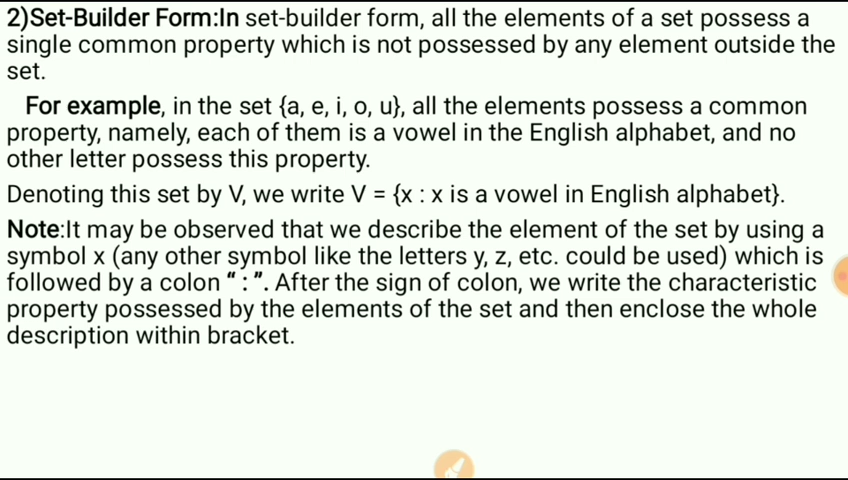 2)Set-Builder Form:In set-builder form, all the elements of a set possess a
single common property which is not possessed by any element outside the
set.
For example, in the set {a, e, i, o, u}, all the elements possess a common
property, namely, each of them is a vowel in the English alphabet, and no
other letter possess this property.
Denoting this set by V, we write V = {x : x is a vowel in English alphabet}.
Note:It may be observed that we describe the element of the set by using a
symbol x (any other symbol like the letters y, z, etc. could be used) which is
followed by a colon “ : ”. After the sign of colon, we write the characteristic
property possessed by the elements of the set and then enclose the whole
description within bracket.